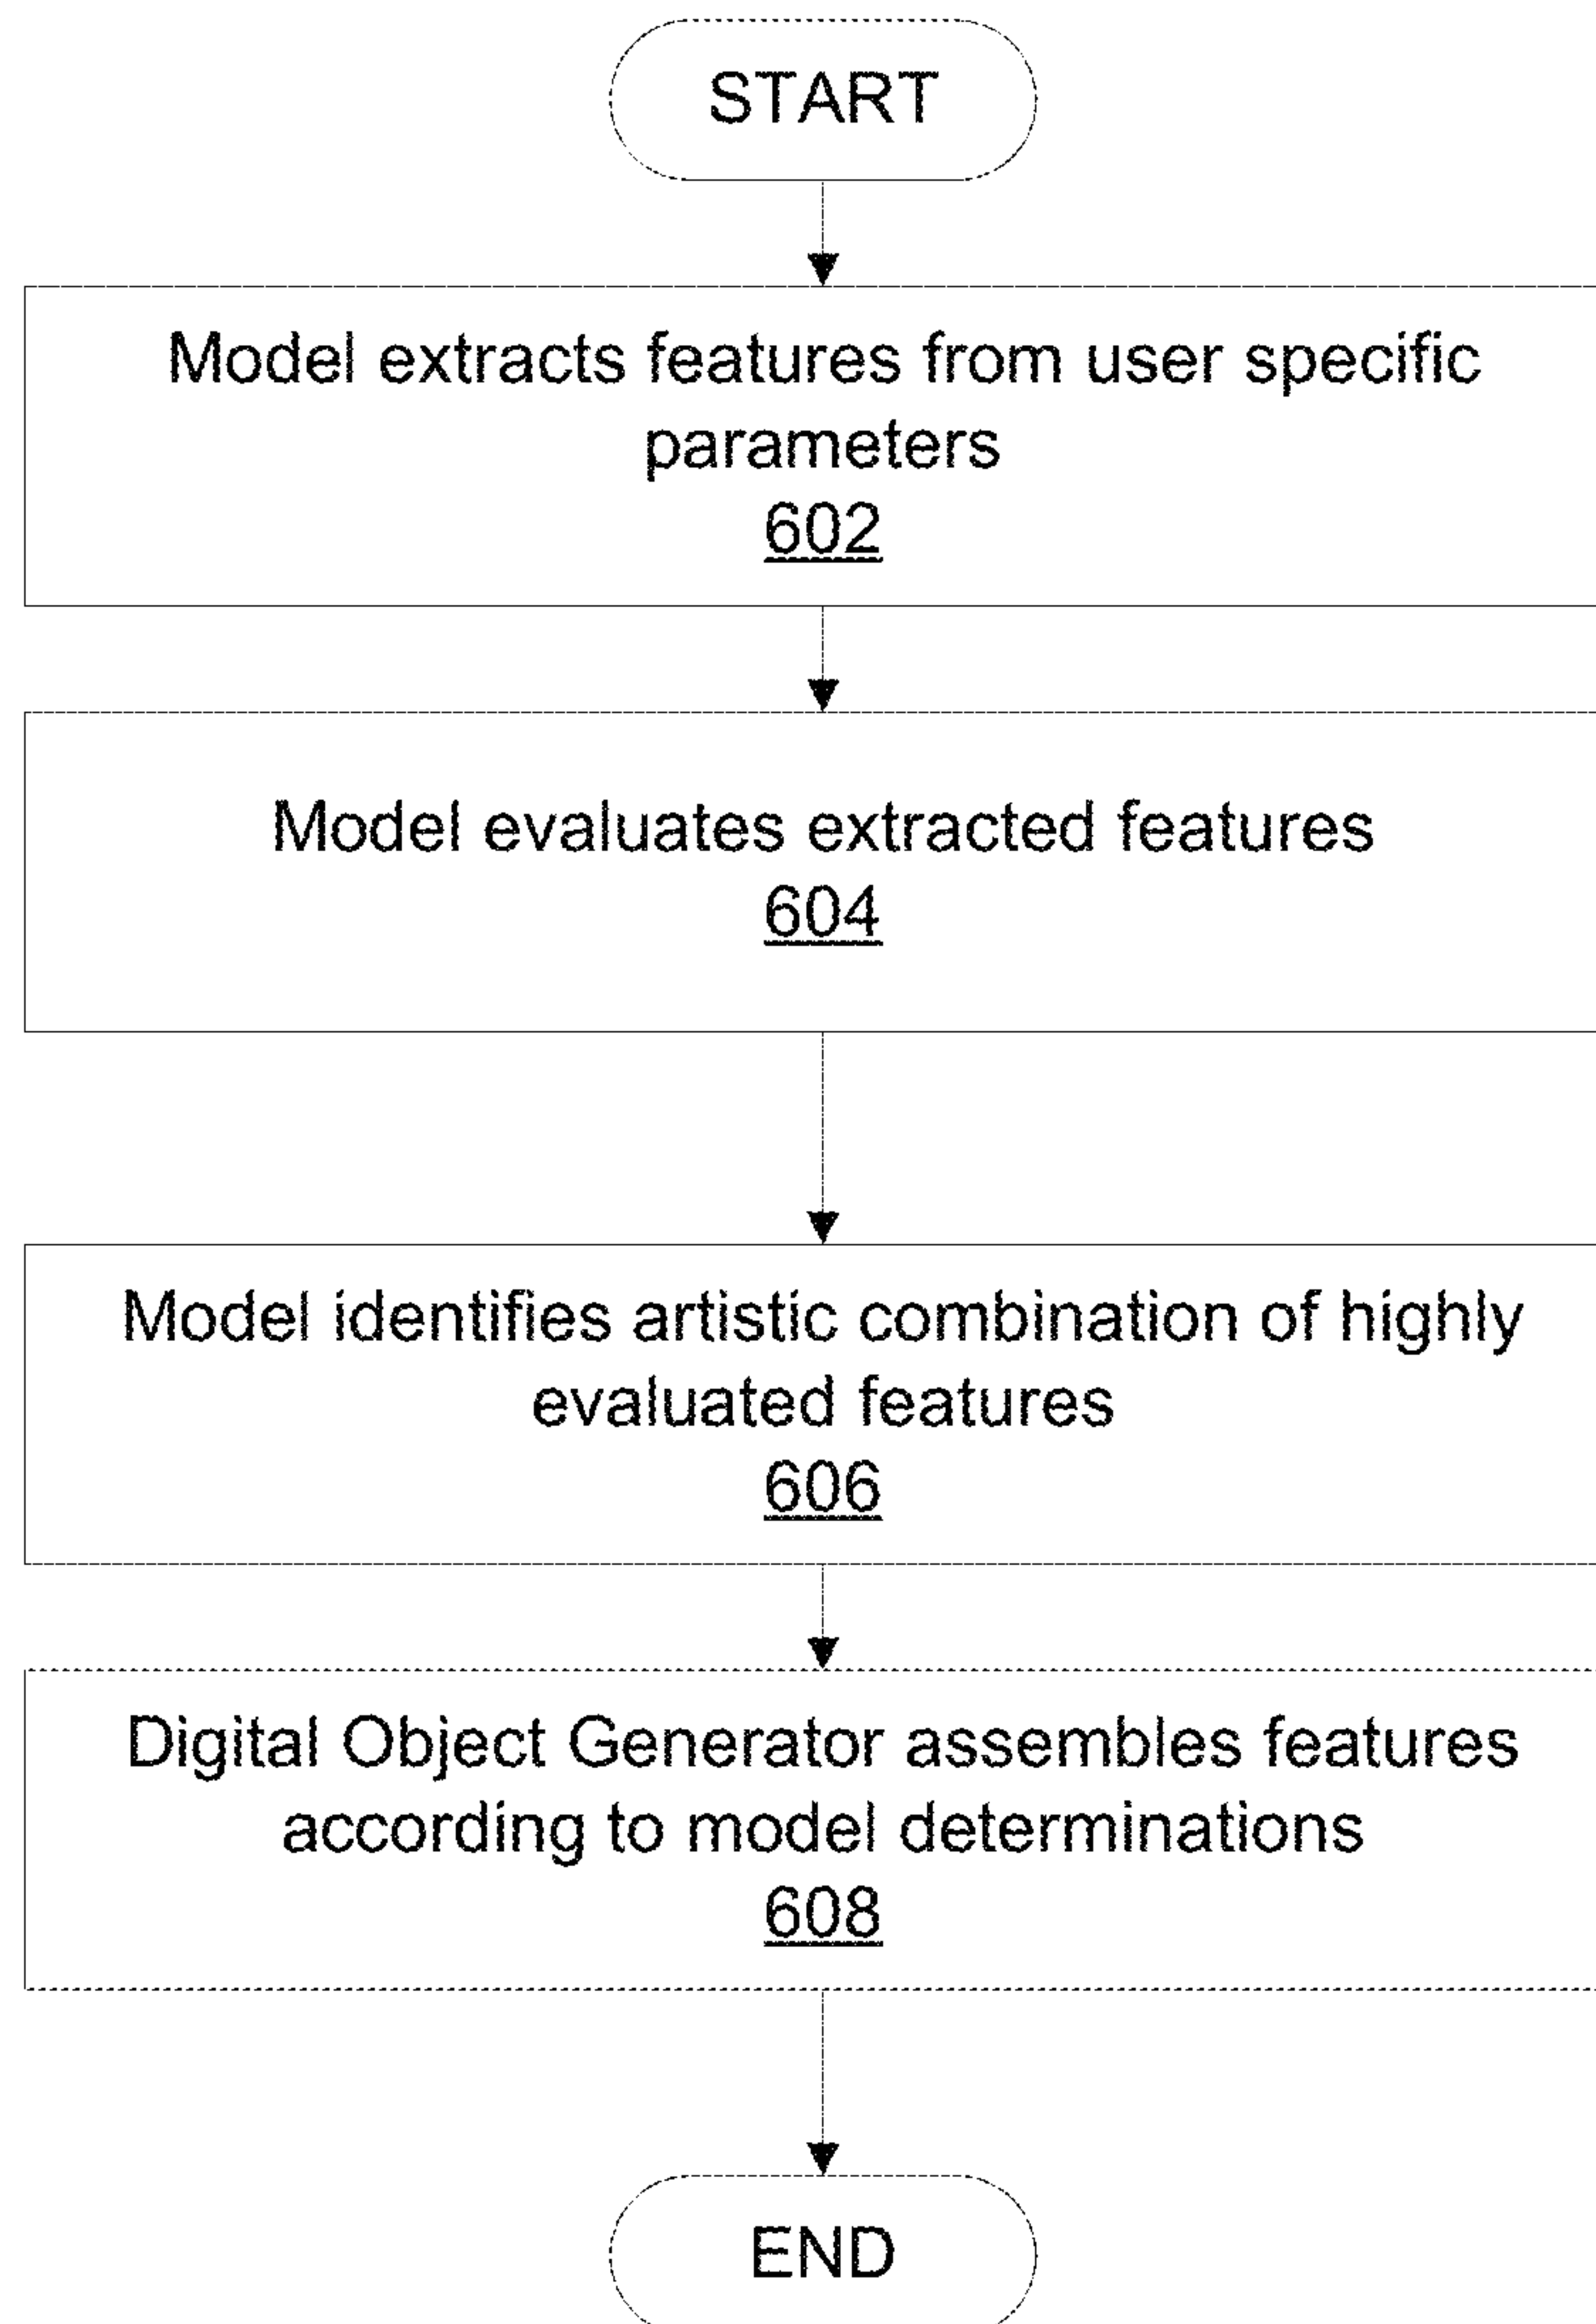 START
Model extracts features from user specific
parameters
602
Model evaluates extracted features
604
Model identifies artistic combination of highly
evaluated features
606
Digital Object Generator assembles features
according to model determinations
608
END